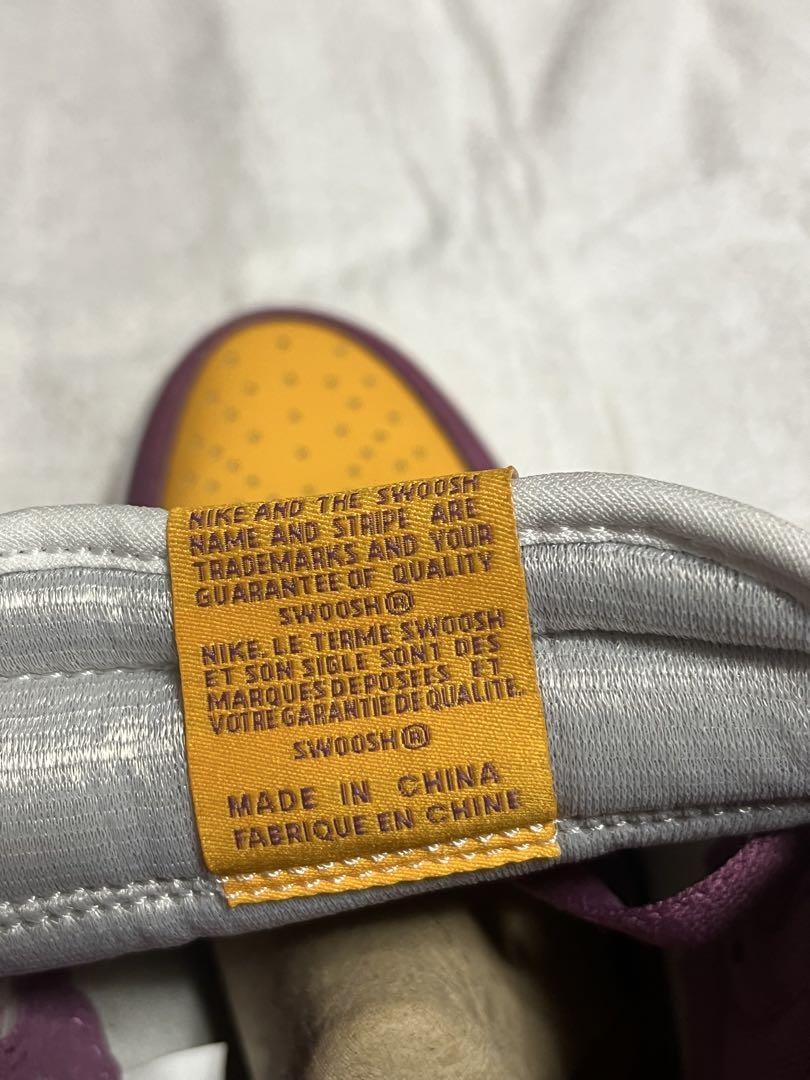 NIKE AND THE SWOOSH
NAME AND STRIPE ARE
TRADEMARKS AND YOUR
GUARANTEE OF QUALITY
SWOOSH®
NIKE. LE TERME SWOOSH
ET SON SIGLE SONT DES
MARQUES DEPOSEES ET
VOTRE GARANTIE DE QUALITE.
SWOOSH®
MADE IN CHINA
FABRIQUE EN CHINE